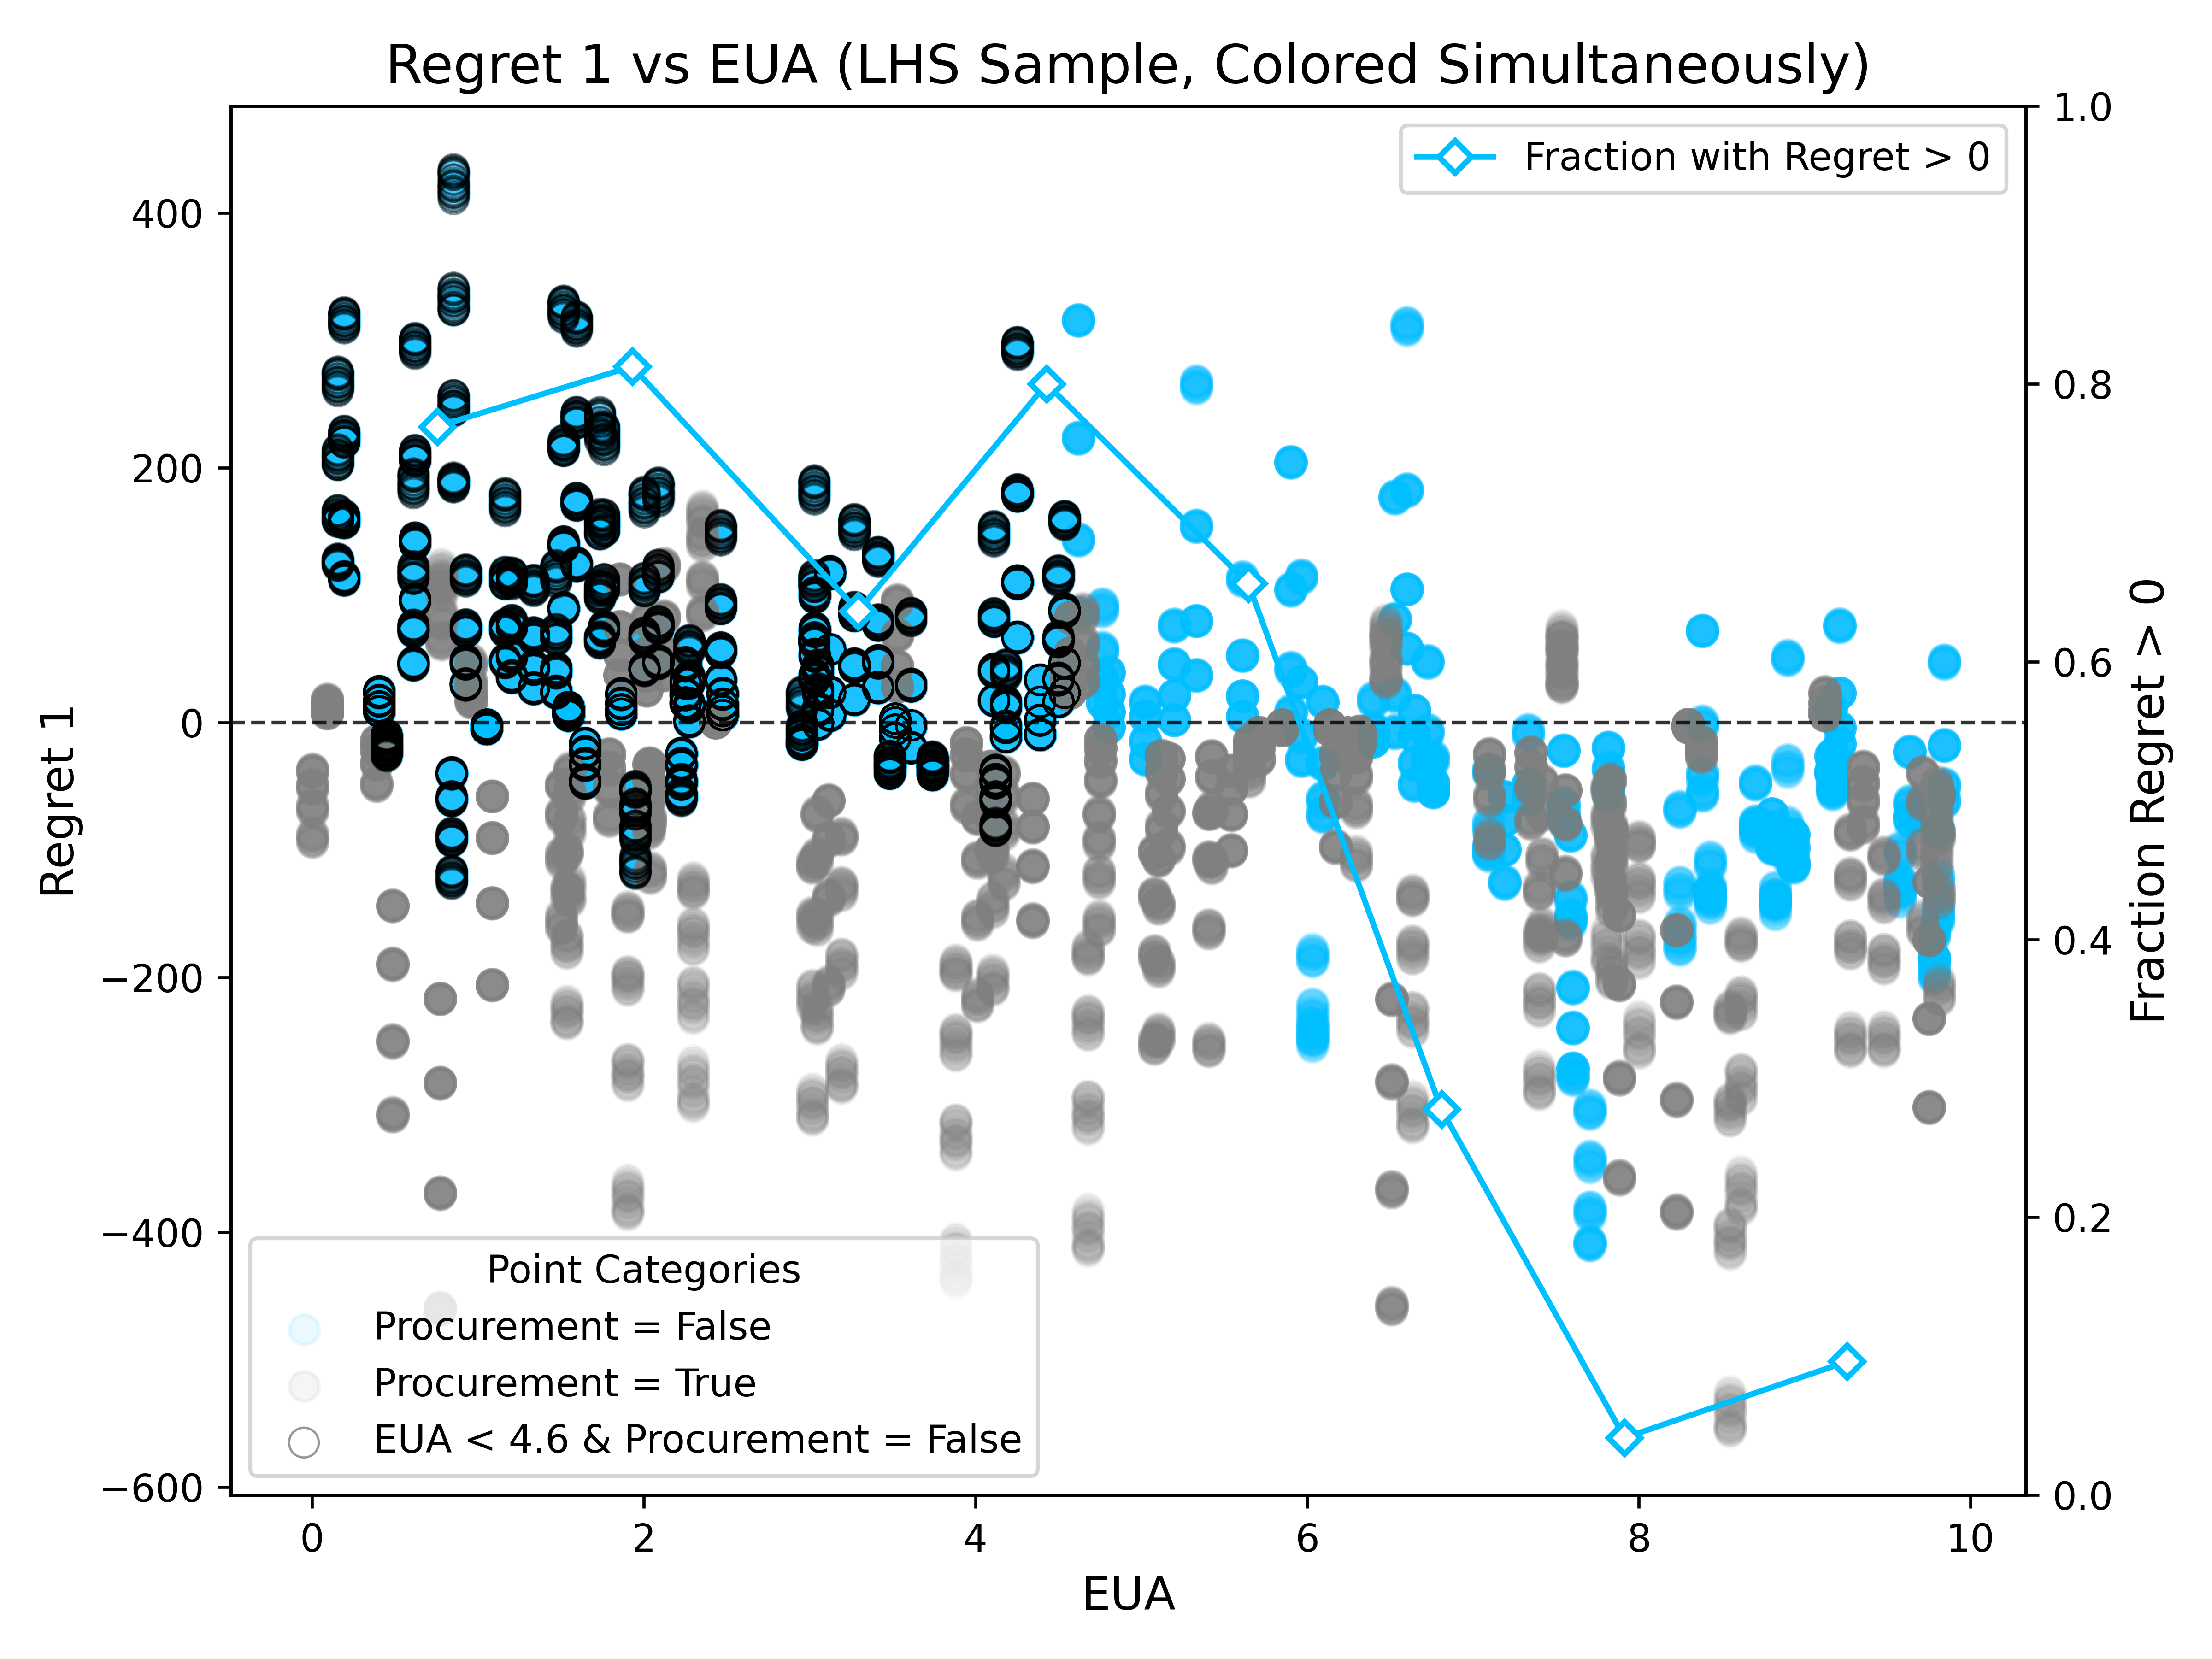 Regret 1 vs EUA (LHS Sample, Colored Simultaneously)
Fraction with Regret > 0
400
200
0
−200
−400
−600
Regret 1
1.0
0.8
0.6
0.4
0.2
0.0
Fraction Regret > 0
Point Categories
Procurement = False
Procurement = True
EUA < 4.6 & Procurement = False
0 2 4 6 8 10
EUA